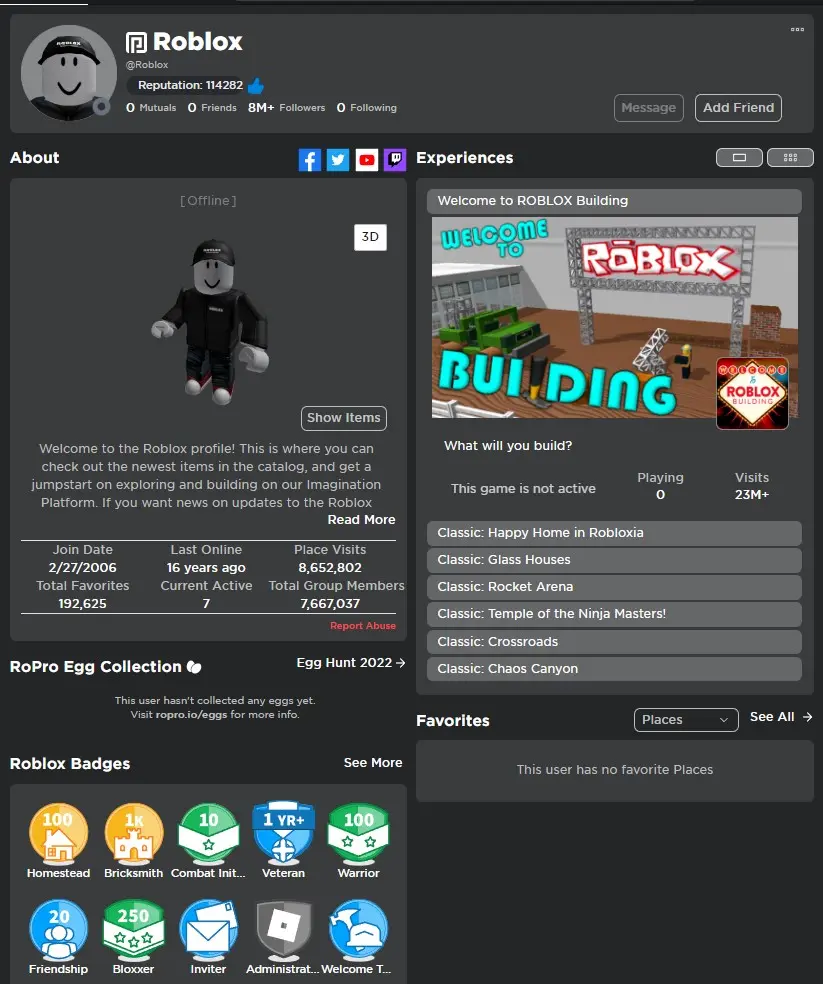 Roblox
@Roblox
Reputation: 114282
0 Mutuals 0 Friends 8M+ Followers 0 Following
Message
Add Friend
About
[ Offline ]
3D
ROBLOX
Show Items
Welcome to the Roblox profile! This is where you can
check out the newest items in the catalog, and get a
jumpstart on exploring and building on our Imagination
Platform. If you want news on updates to the Roblox
Read More
Join Date Last Online Place Visits
2/27/2006 16 years ago 8,652,802
Total Favorites Current Active Total Group Members
192,625 7 7,667,037
Report Abuse
RoPro Egg Collection
Egg Hunt 2022
This user hasn't collected any eggs yet.
Visit ropro.io/eggs for more info.
Roblox Badges
See More
100
Homestead
1K
Bricksmith
10
Combat Init...
1 YR+
Veteran
100
Warrior
20
Friendship
250
Bloxxer
Inviter
Administrat...
Welcome T...
Experiences
Welcome to ROBLOX Building
WELCOME
TO
ROBLOX
BUILDING
WELCOME
To
ROBLOX
BUILDING
What will you build?
This game is not active
Playing
0
Visits
23M+
Classic: Happy Home in Robloxia
Classic: Glass Houses
Classic: Rocket Arena
Classic: Temple of the Ninja Masters!
Classic: Crossroads
Classic: Chaos Canyon
Favorites
Places
See All
This user has no favorite Places